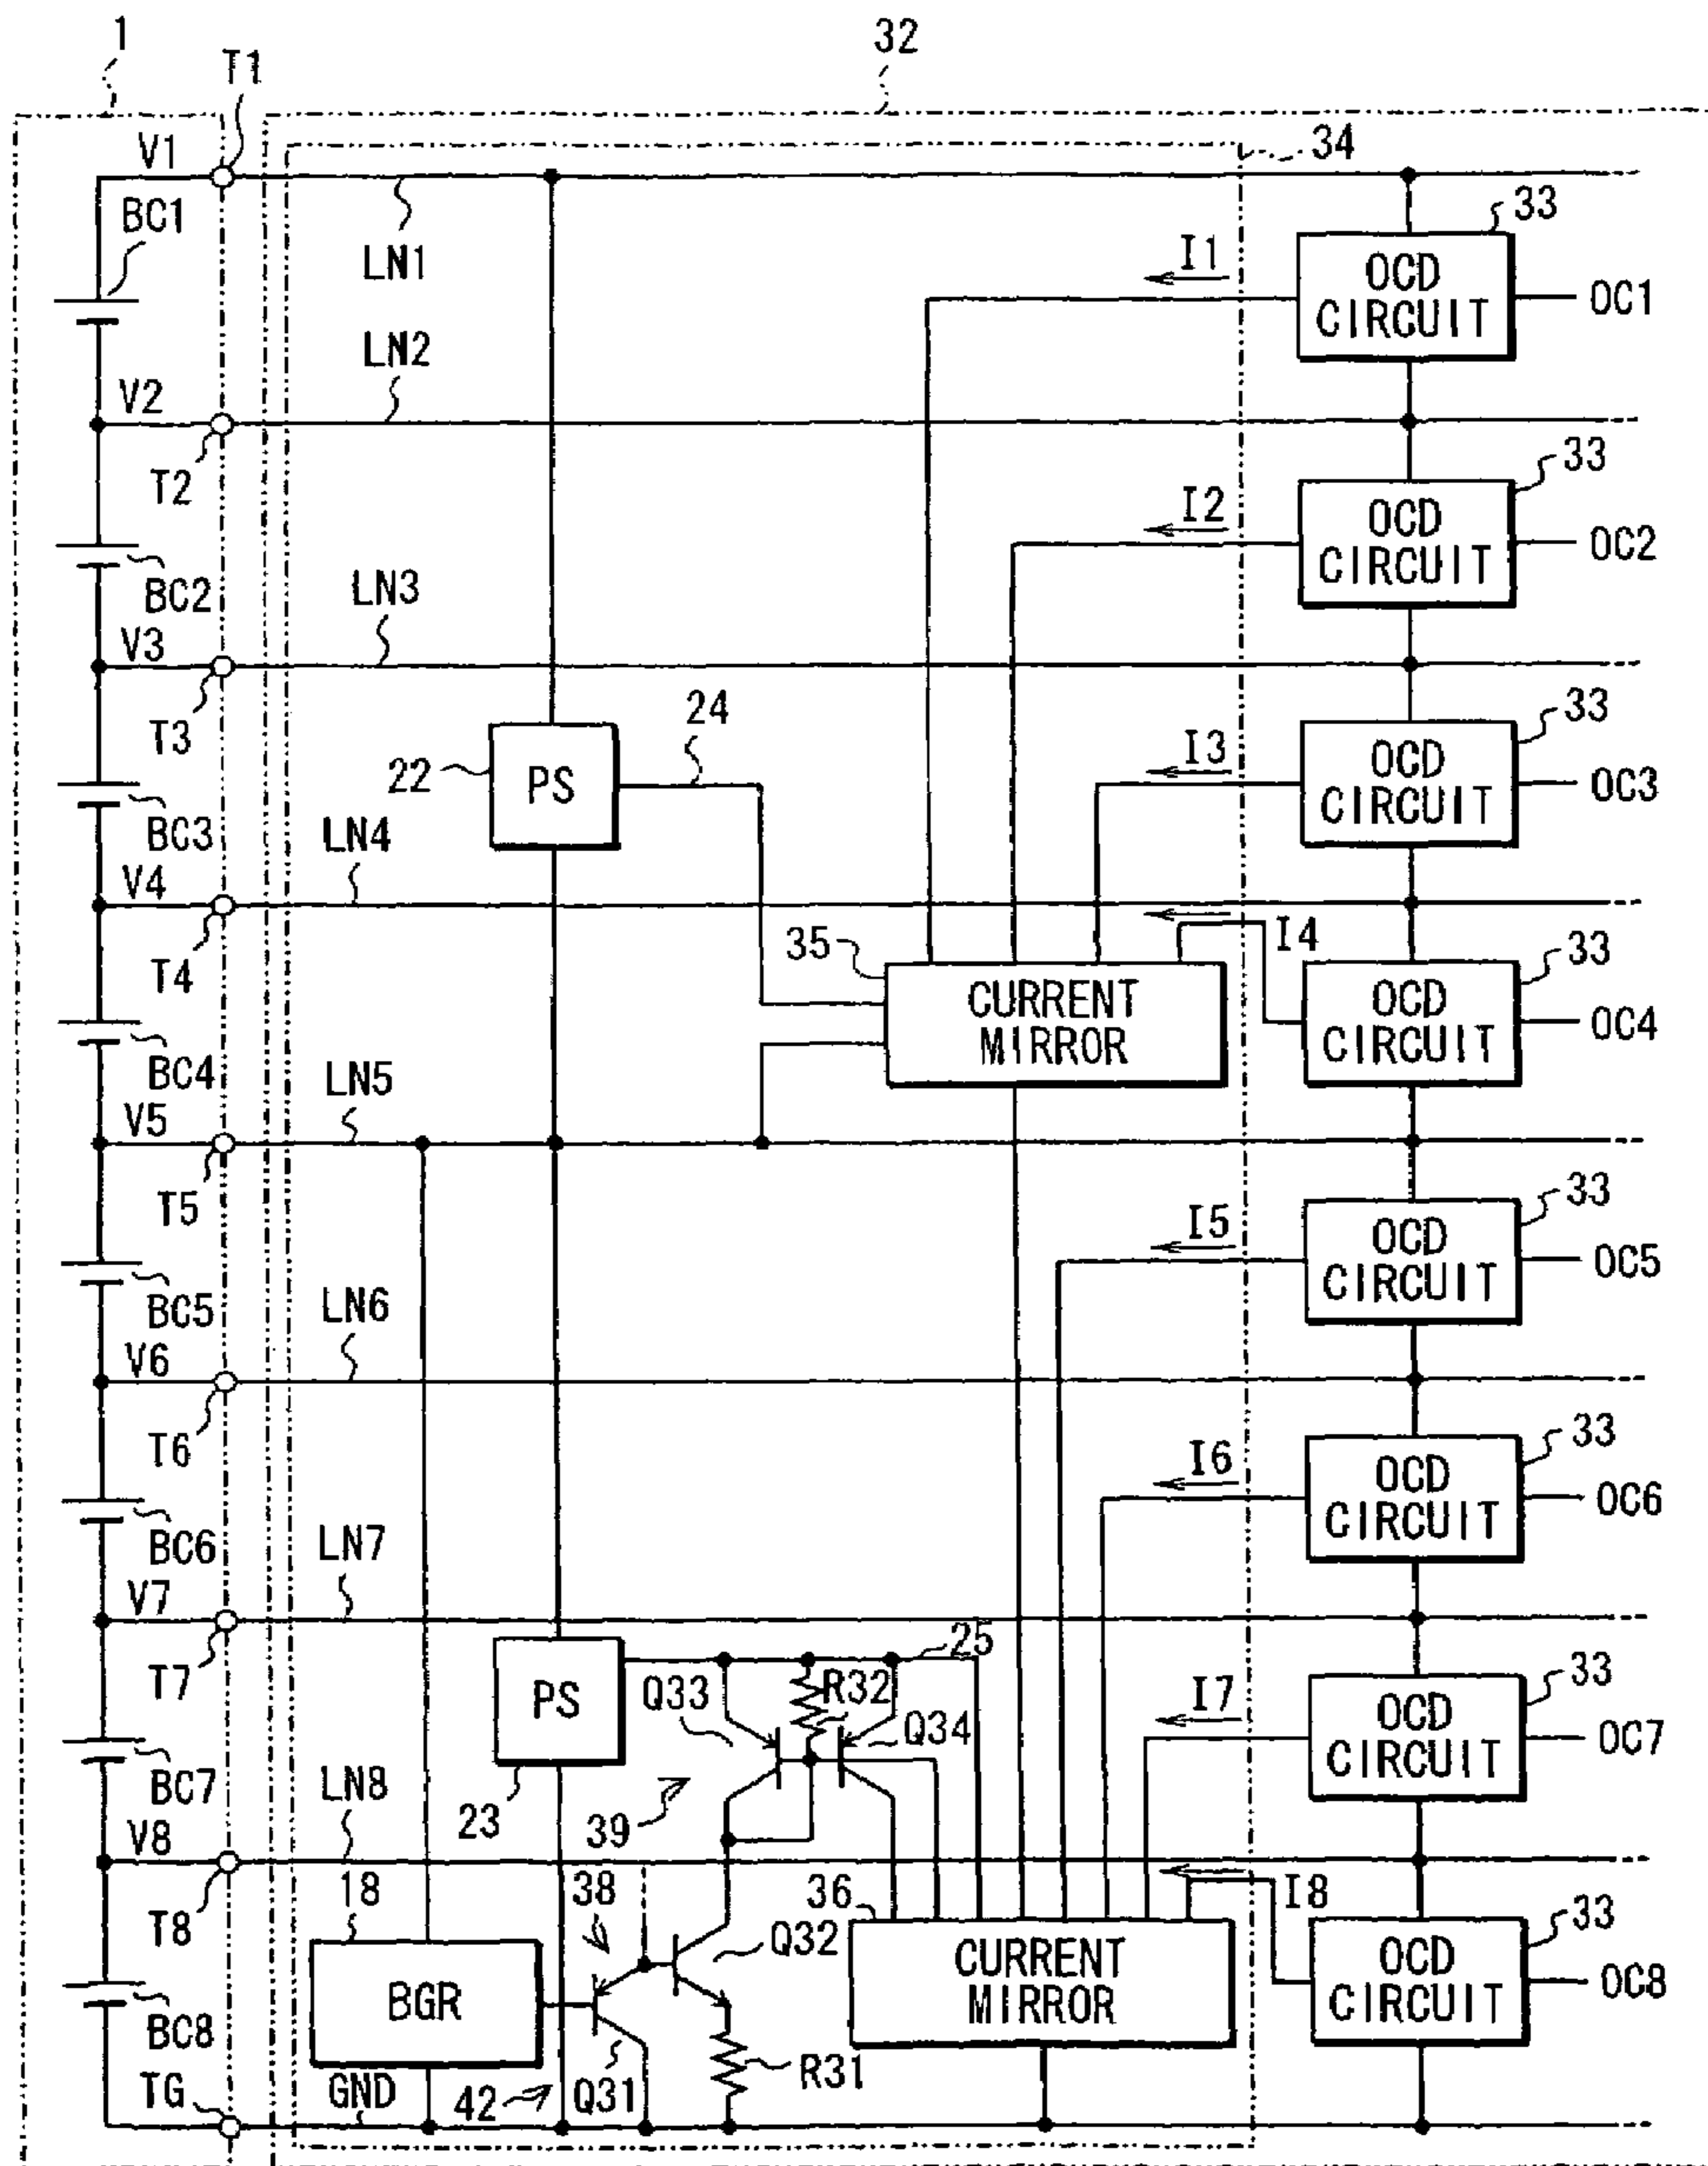 1
32
T1
V1
34
BC1
33
LN1
I1
OCD
CIRCUIT
OC1
LN2
V2
33
T2
I2
OCD
CIRCUIT
OC2
BC2
LN3
V3
33
T3
24
I3
22
PS
OCD
CIRCUIT
OC3
BC3
LN4
V4
35
I4
33
T4
CURRENT
MIRROR
OCD
CIRCUIT
OC4
BC4
LN5
V5
33
T5
I5
OCD
CIRCUIT
OC5
BC5
LN6
V6
33
T6
I6
OCD
CIRCUIT
OC6
BC6
LN7
V7
25
33
T7
PS
Q33
R32
Q34
I7
OCD
CIRCUIT
OC7
BC7
LN8
23
39
V8
18
38
36
I8
33
T8
Q32
BGR
CURRENT
MIRROR
OCD
CIRCUIT
OC8
BC8
R31
TG
GND
42
Q31